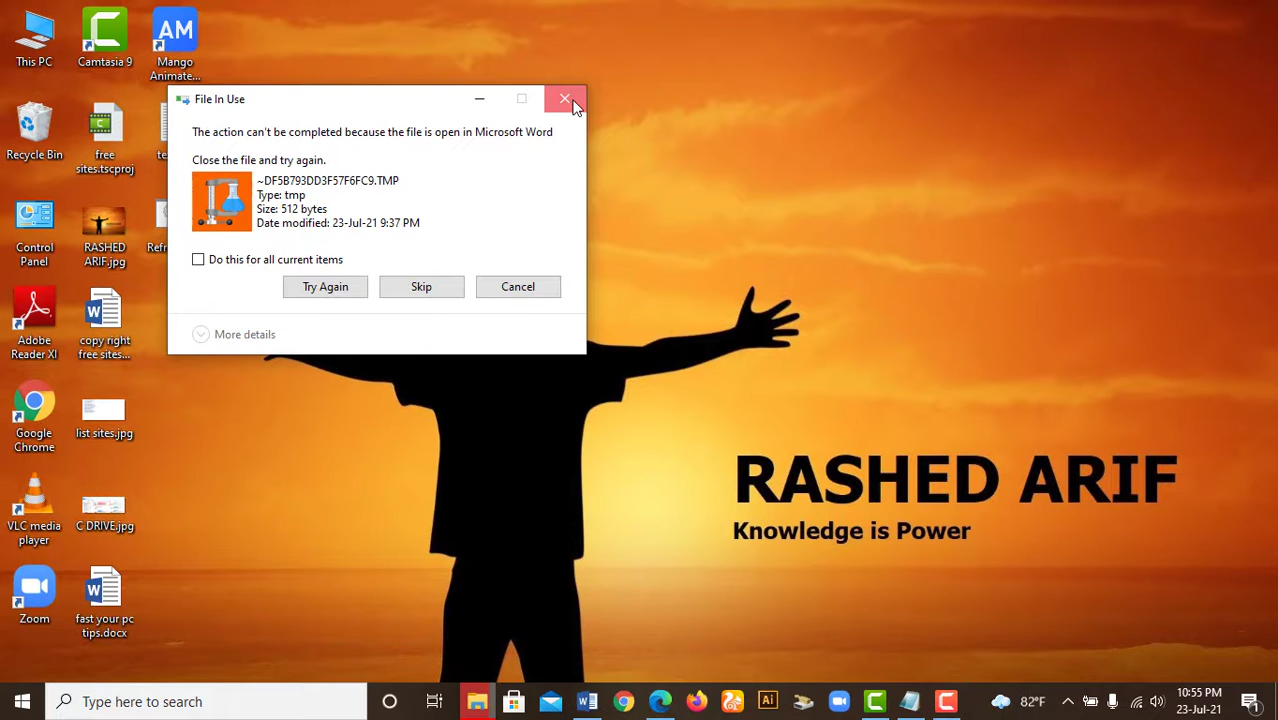 This PC
Camtasia 9
AM
Mango
Animate...
File In Use
The action can't be completed because the file is open in Microsoft Word
Close the file and try again.
~DF5B793DD3F57F6FC9.TMP
Type: tmp
Size: 512 bytes
Date modified: 23-Jul-21 9:37 PM
Do this for all current items
Try Again
Skip
Cancel
More details
Recycle Bin
free
sites.tscproj
Control
Panel
RASHED
ARIF.jpg
Adobe
Reader XI
copy right
free sites...
Google
Chrome
list sites.jpg
VLC media
player
C DRIVE.jpg
Zoom
fast your pc
tips.docx
RASHED ARIF
Knowledge is Power
Type here to search
Ai
82°F
10:55 PM
23-Jul-21
1